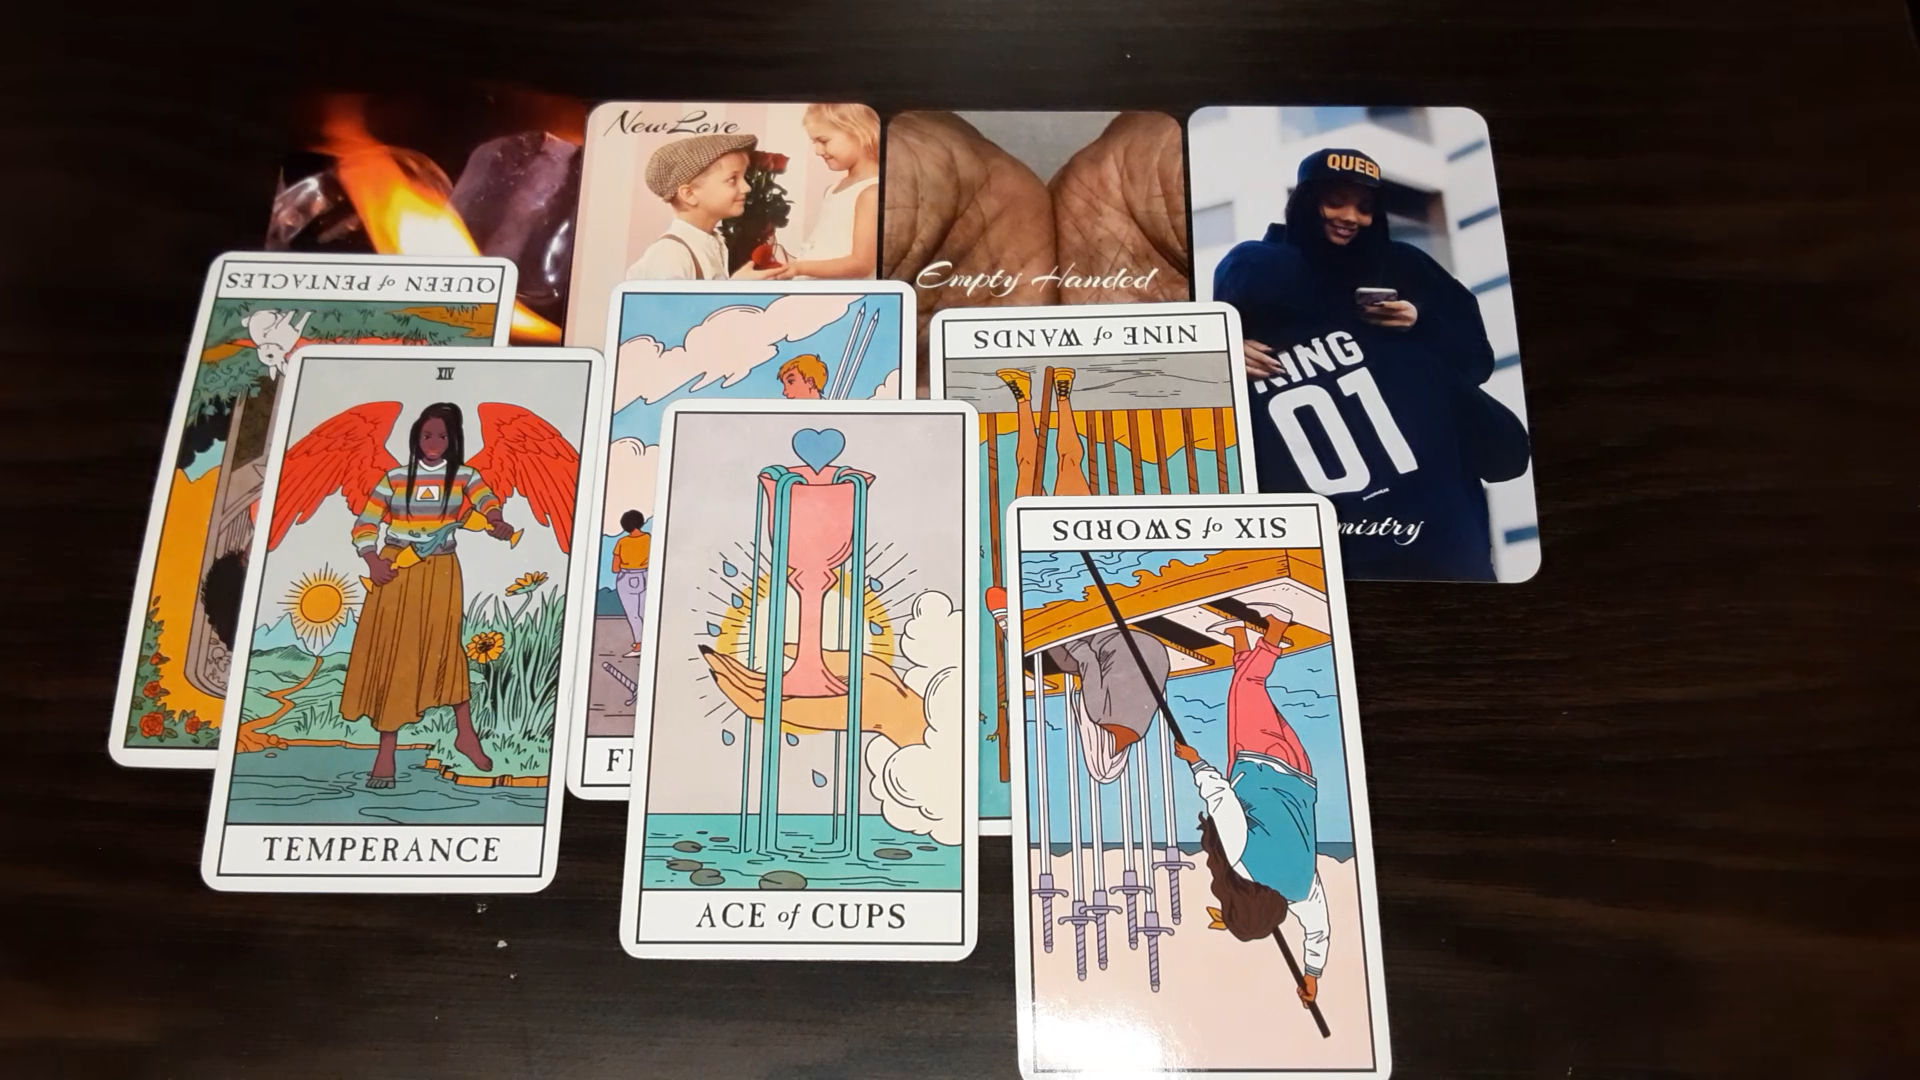 New Love
Empty Handed
QUEEN
KING
01
mistry
QUEEN of PENTACLES
NINE of WANDS
XIV
TEMPERANCE
ACE of CUPS
SIX of SWORDS